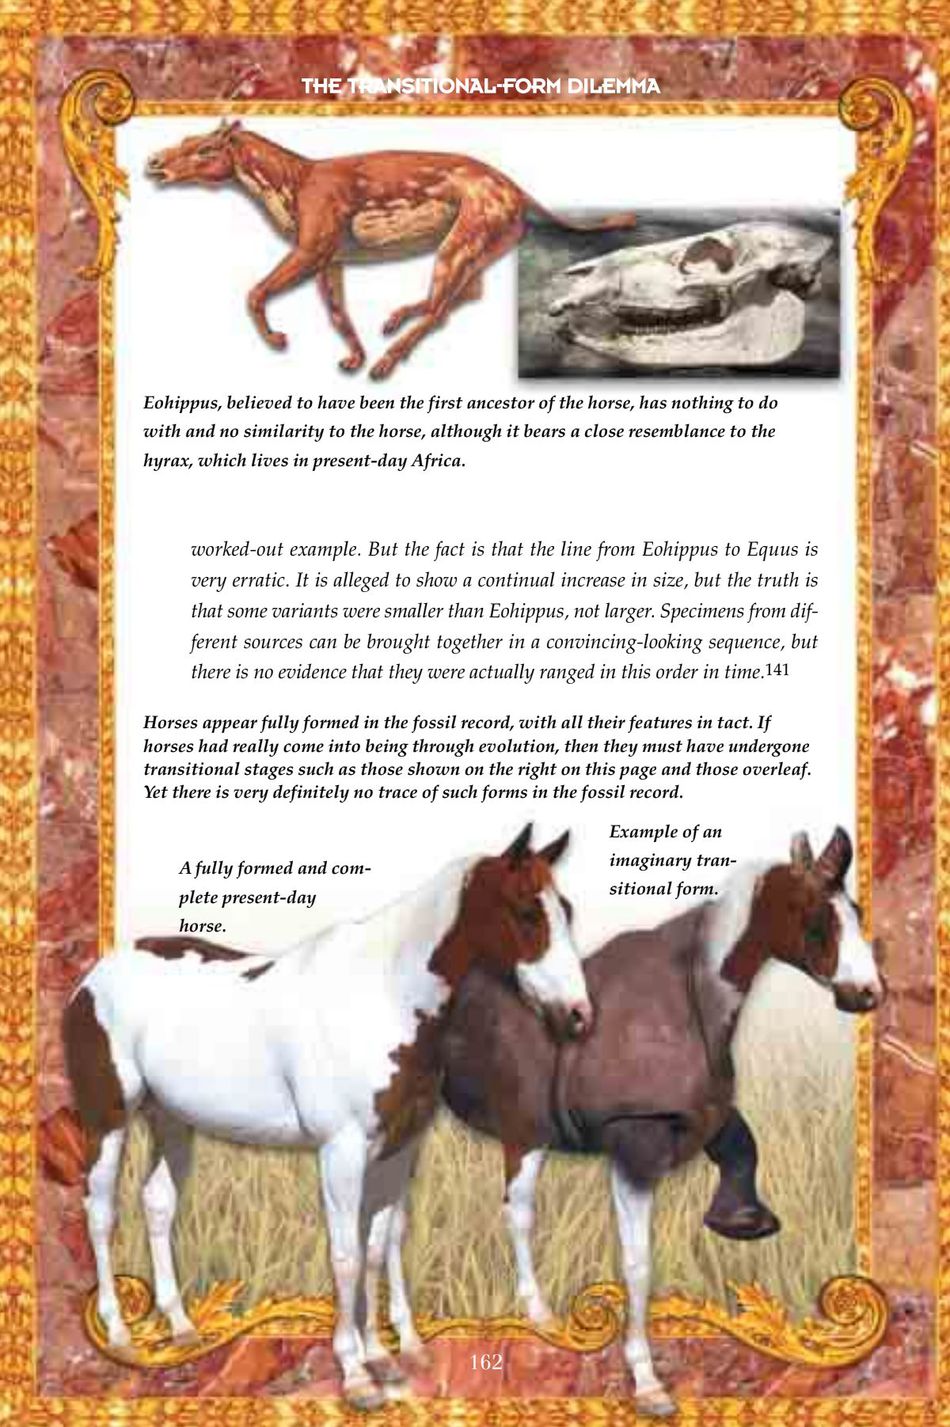 THE TRANSITIONAL-FORM DILEMMA
Eohippus, believed to have been the first ancestor of the horse, has nothing to do
with and no similarity to the horse, although it bears a close resemblance to the
hyrax, which lives in present-day Africa.
worked-out example. But the fact is that the line from Eohippus to Equus is
very erratic. It is alleged to show a continual increase in size, but the truth is
that some variants were smaller than Eohippus, not larger. Specimens from dif-
ferent sources can be brought together in a convincing-looking sequence, but
there is no evidence that they were actually ranged in this order in time.141
Horses appear fully formed in the fossil record, with all their features in tact. If
horses had really come into being through evolution, then they must have undergone
transitional stages such as those shown on the right on this page and those overleaf.
Yet there is very definitely no trace of such forms in the fossil record.
A fully formed and com-
plete present-day
horse.
Example of an
imaginary tran-
sitional form.
162